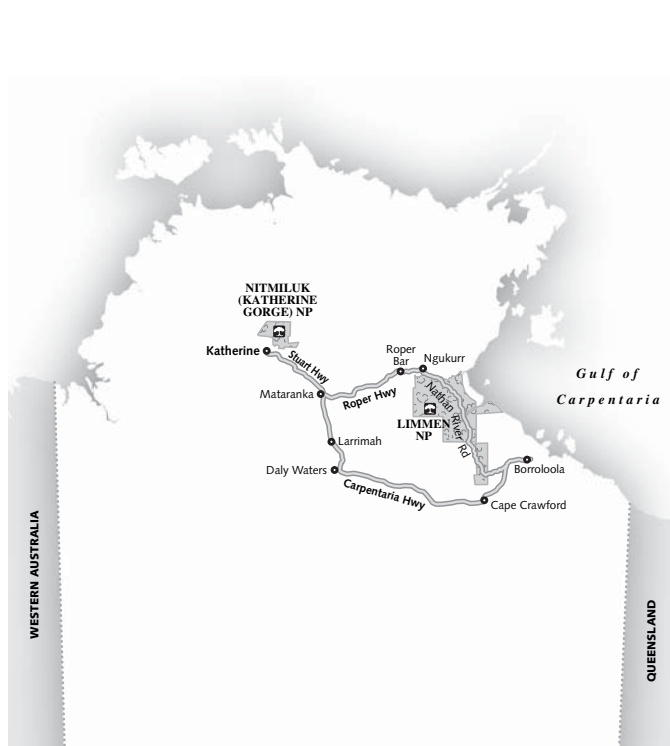 NITMILUK
(KATHERINE
GORGE) NP
Katherine
Stuart Hwy
Roper
Bar
Ngukurr
Gulf of
Carpentaria
Mataranka
Roper Hwy
Nathan River Rd
LIMMEN
NP
Larrimah
Daly Waters
Borroloola
Carpentaria Hwy
Cape Crawford
WESTERN AUSTRALIA
QUEENSLAND